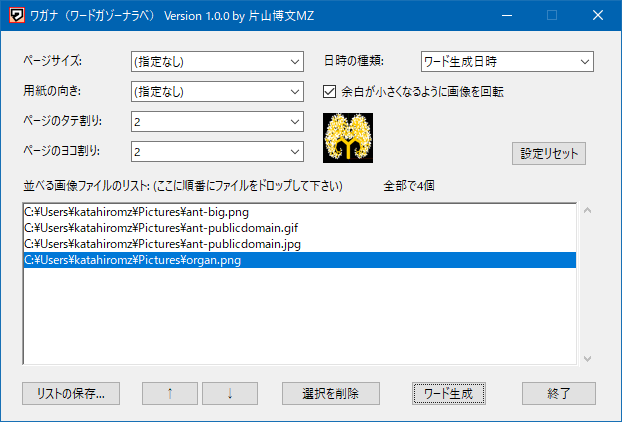 ワガナ（ワードガゾーナラベ） Version 1.0.0 by 片山博文MZ
ページサイズ: (指定なし) 日時の種類: ワード生成日時
用紙の向き: (指定なし) 余白が小さくなるように画像を回転
ページのタテ割り: 2
ページのヨコ割り: 2 設定リセット
並べる画像ファイルのリスト: (ここに順番にファイルをドロップして下さい) 全部で4個
C:¥Users¥katahiromz¥Pictures¥ant-big.png
C:¥Users¥katahiromz¥Pictures¥ant-publicdomain.gif
C:¥Users¥katahiromz¥Pictures¥ant-publicdomain.jpg
C:¥Users¥katahiromz¥Pictures¥organ.png
リストの保存... ↑ ↓ 選択を削除 ワード生成 終了